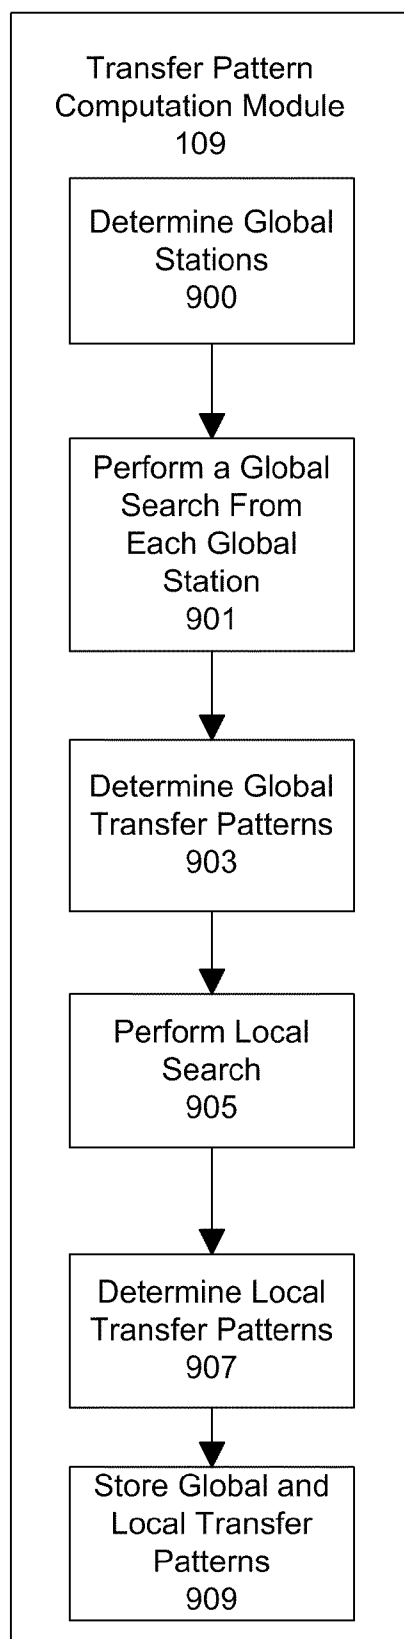 Transfer Pattern
Computation Module
109
Determine Global
Stations
900
Perform a Global
Search From
Each Global
Station
901
Determine Global
Transfer Patterns
903
Perform Local
Search
905
Determine Local
Transfer Patterns
907
Store Global and
Local Transfer
Patterns
909